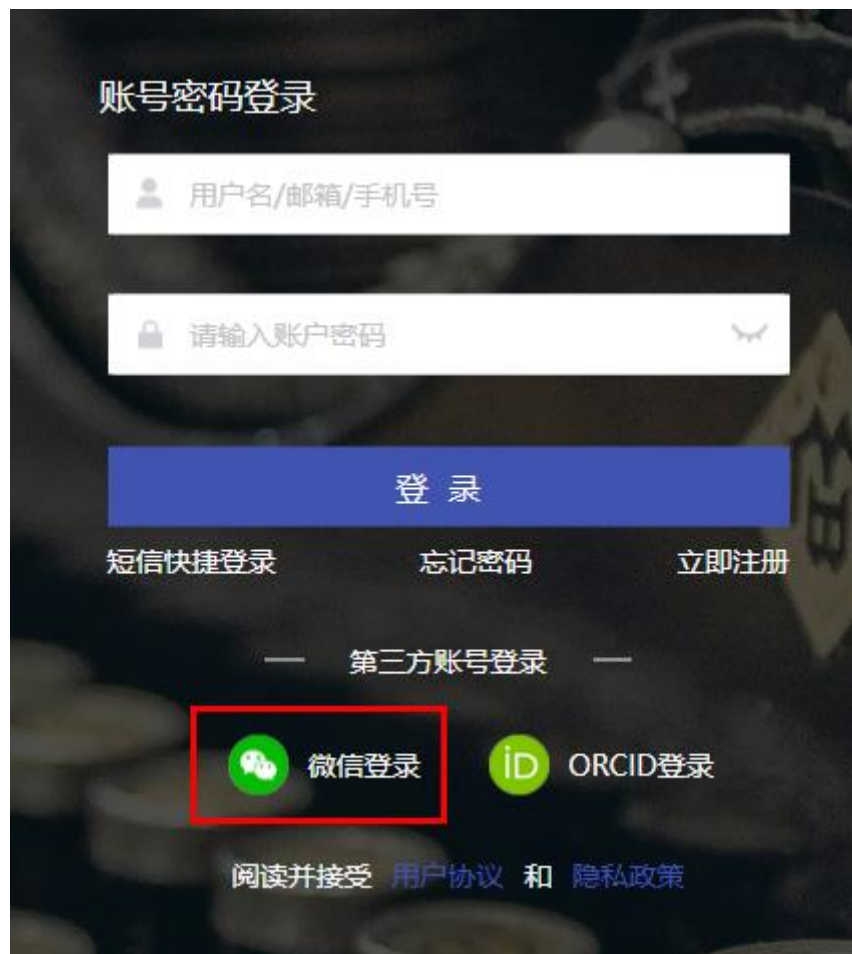 账号密码登录
用户名/邮箱/手机号
请输入账户密码
登 录
短信快捷登录 忘记密码 立即注册
第三方账号登录
微信登录 iD ORCID登录
阅读并接受 用户协议 和 隐私政策